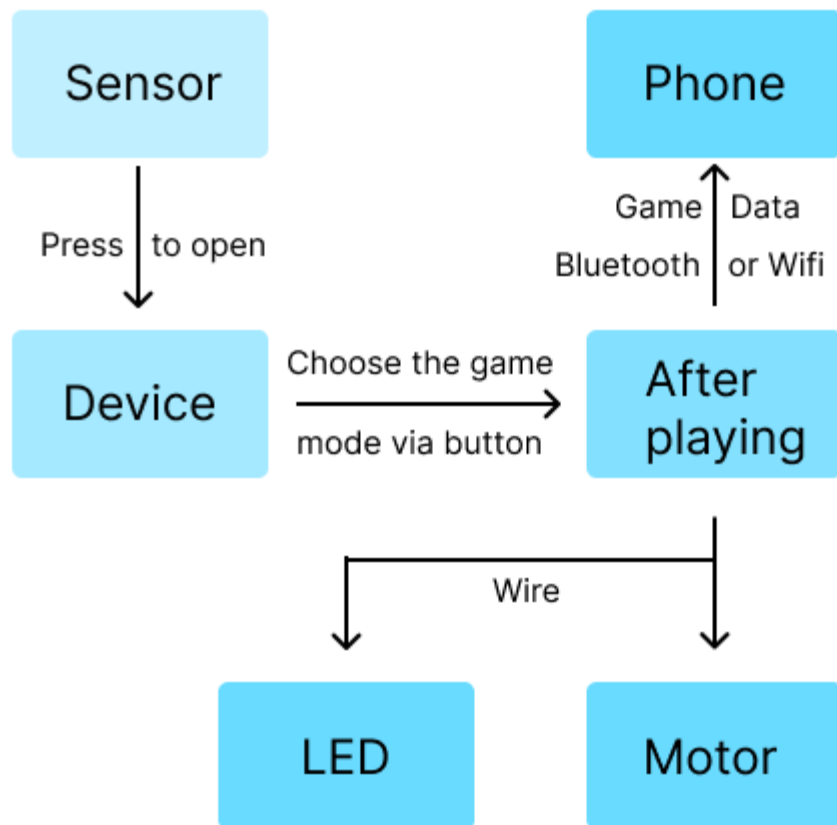 Sensor
Phone
Press to open
Game Data
Bluetooth or Wifi
Device
Choose the game
mode via button
After
playing
Wire
LED
Motor